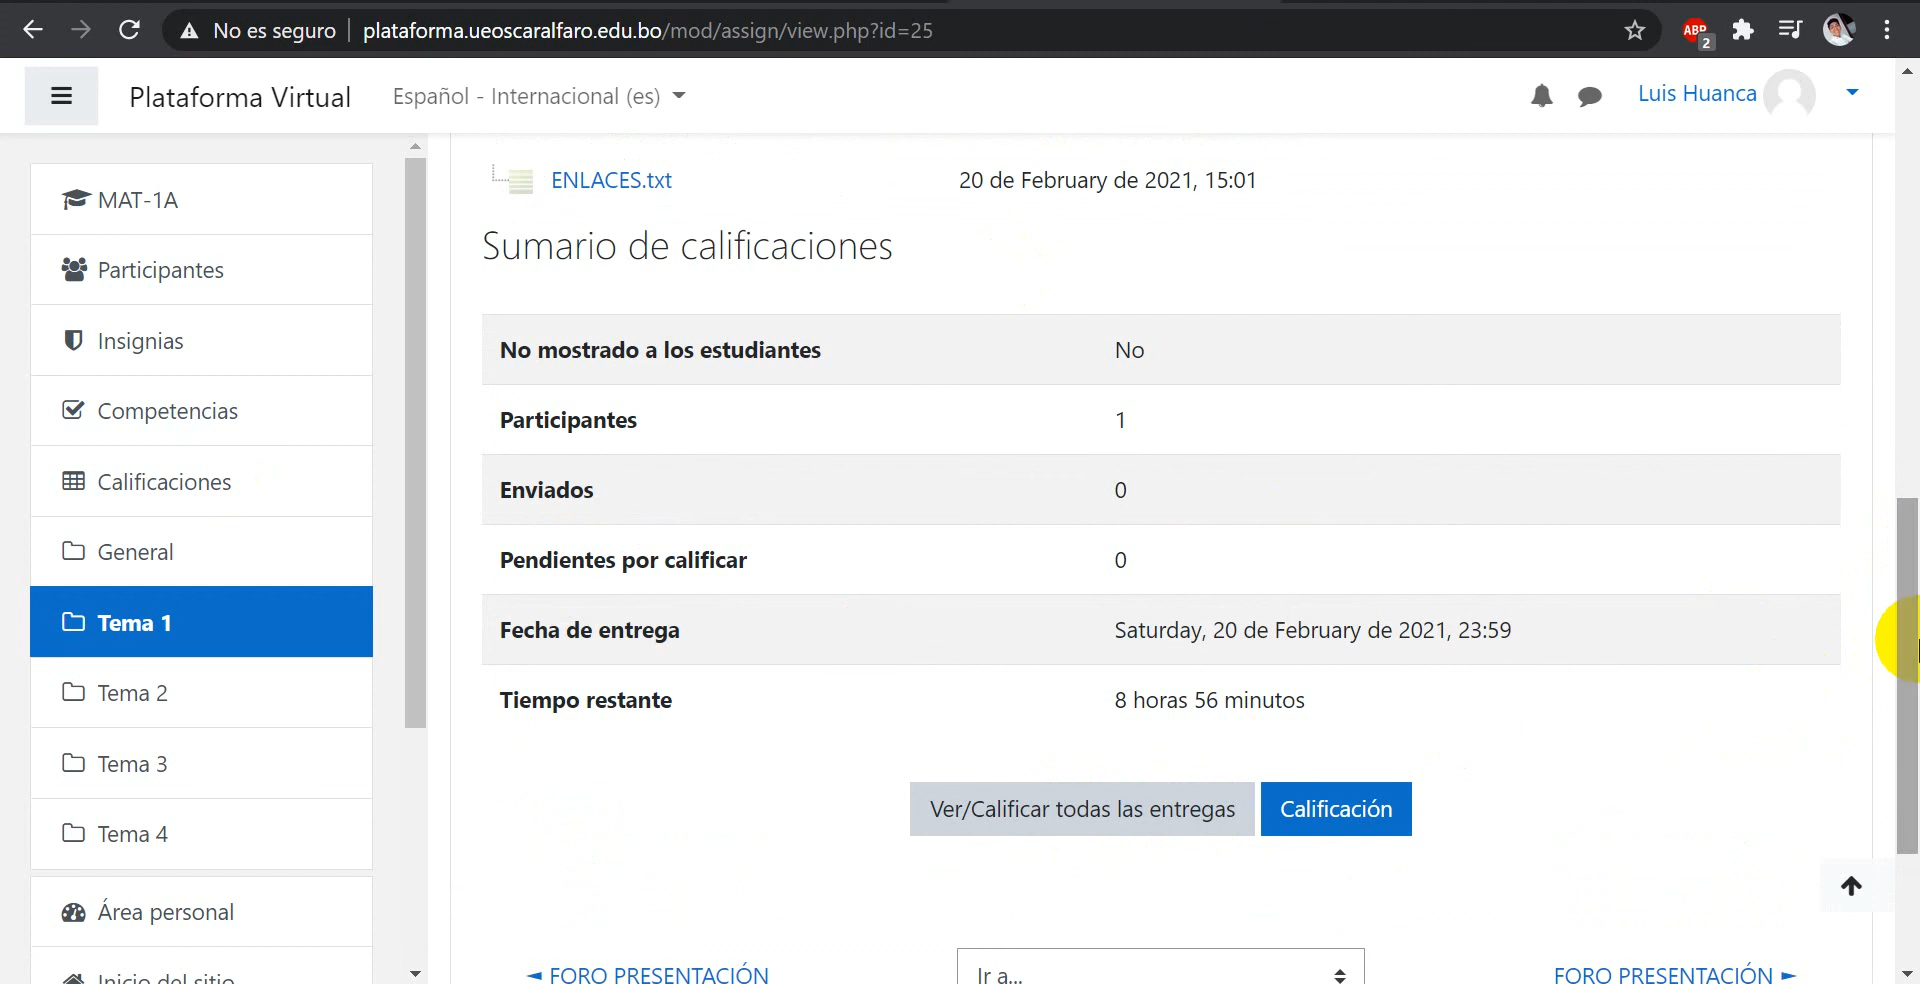 No es seguro | plataforma.ueoscaralfaro.edu.bo/mod/assign/view.php?id=25
ABP
2
Plataforma Virtual
Español - Internacional (es)
Luis Huanca
MAT-1A
Participantes
Insignias
Competencias
Calificaciones
General
Tema 1
Tema 2
Tema 3
Tema 4
Área personal
Inicio del sitio
ENLACES.txt 20 de February de 2021, 15:01
Sumario de calificaciones
No mostrado a los estudiantes No
Participantes 1
Enviados 0
Pendientes por calificar 0
Fecha de entrega Saturday, 20 de February de 2021, 23:59
Tiempo restante 8 horas 56 minutos
Ver/Calificar todas las entregas Calificación
◄ FORO PRESENTACIÓN Ir a... FORO PRESENTACIÓN ►